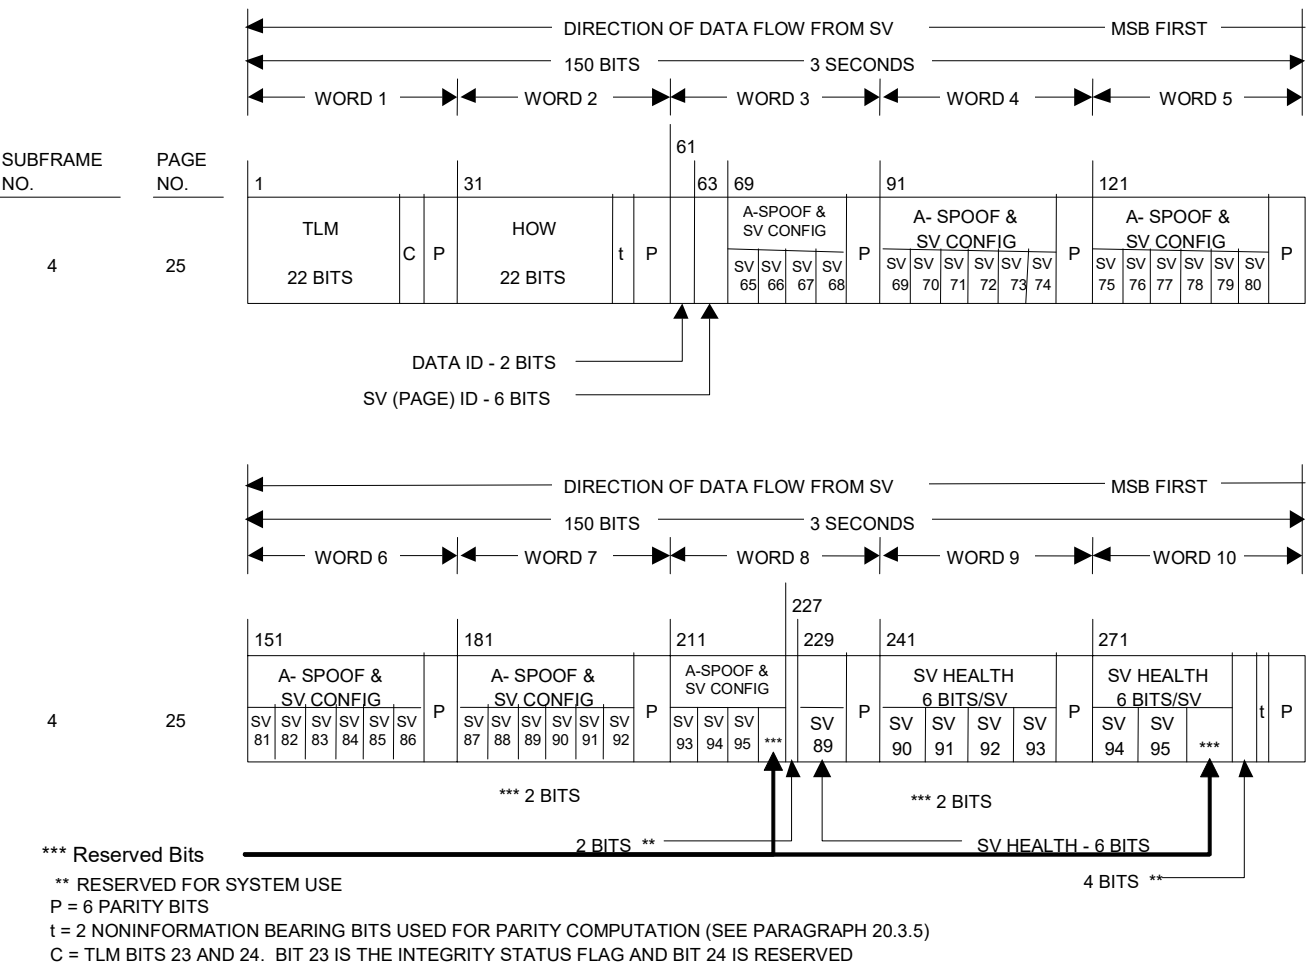 DIRECTION OF DATA FLOW FROM SV MSB FIRST
150 BITS 3 SECONDS
WORD 1 WORD 2 WORD 3 WORD 4 WORD 5
SUBFRAME NO. PAGE NO.
61
1 31 63 69 91 121
TLM 22 BITS C P HOW 22 BITS t P
A-SPOOF & SV CONFIG P A- SPOOF & SV CONFIG P A- SPOOF & SV CONFIG P
4 25
SV 65 SV 66 SV 67 SV 68 SV 69 SV 70 SV 71 SV 72 SV 73 SV 74 SV 75 SV 76 SV 77 SV 78 SV 79 SV 80
DATA ID - 2 BITS
SV (PAGE) ID - 6 BITS
DIRECTION OF DATA FLOW FROM SV MSB FIRST
150 BITS 3 SECONDS
WORD 6 WORD 7 WORD 8 WORD 9 WORD 10
227
151 181 211 229 241 271
A- SPOOF & SV CONFIG P A- SPOOF & SV CONFIG P A-SPOOF & SV CONFIG P SV HEALTH 6 BITS/SV P SV HEALTH 6 BITS/SV t P
4 25
SV 81 SV 82 SV 83 SV 84 SV 85 SV 86 SV 87 SV 88 SV 89 SV 90 SV 91 SV 92 SV 93 SV 94 SV 95 *** SV 89 SV 90 SV 91 SV 92 SV 93 SV 94 SV 95 ***
*** 2 BITS *** 2 BITS
2 BITS ** SV HEALTH - 6 BITS
*** Reserved Bits
4 BITS **
** RESERVED FOR SYSTEM USE
P = 6 PARITY BITS
t = 2 NONINFORMATION BEARING BITS USED FOR PARITY COMPUTATION (SEE PARAGRAPH 20.3.5)
C = TLM BITS 23 AND 24. BIT 23 IS THE INTEGRITY STATUS FLAG AND BIT 24 IS RESERVED